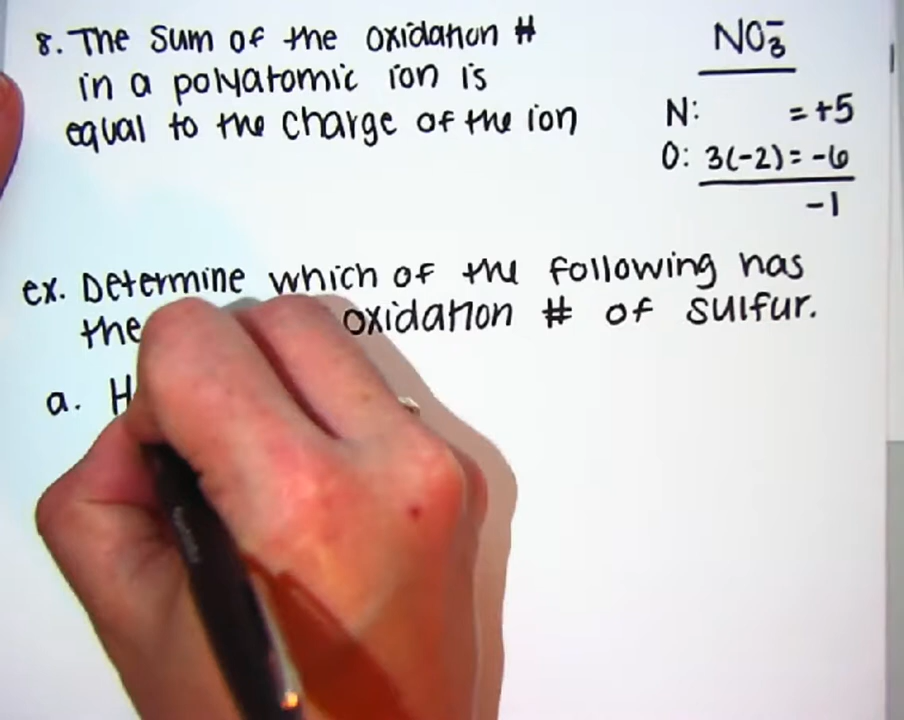 8. The sum of the oxidation #
in a polyatomic ion is
equal to the charge of the ion
NO₃⁻
N: = +5
O: 3(-2) = -6
-1
ex. Determine which of the following has
the oxidation # of sulfur.
a. H